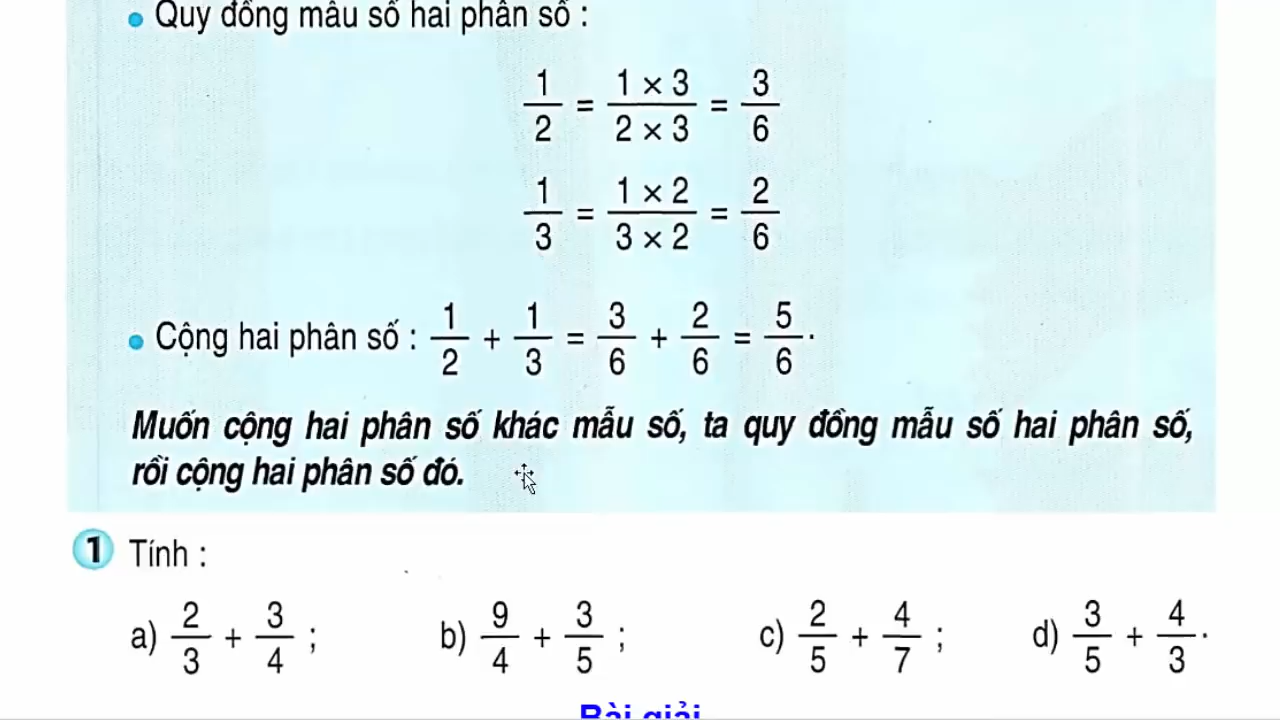 • Quy đồng mẫu số hai phân số :
1/2 = 1 × 3 / 2 × 3 = 3/6
1/3 = 1 × 2 / 3 × 2 = 2/6
• Cộng hai phân số : 1/2 + 1/3 = 3/6 + 2/6 = 5/6.
Muốn cộng hai phân số khác mẫu số, ta quy đồng mẫu số hai phân số,
rồi cộng hai phân số đó.
1 Tính :
a) 2/3 + 3/4 ; b) 9/4 + 3/5 ; c) 2/5 + 4/7 ; d) 3/5 + 4/3.
Bài giải